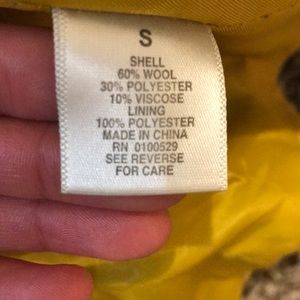 S
SHELL
60% WOOL
30% POLYESTER
10% VISCOSE
LINING
100% POLYESTER
MADE IN CHINA
RN 0100529
SEE REVERSE
FOR CARE